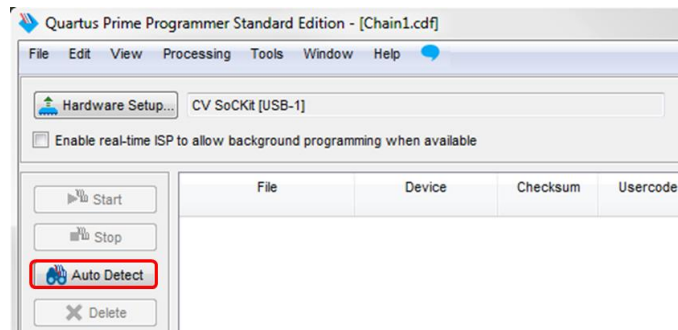 Quartus Prime Programmer Standard Edition - [Chain1.cdf]
File Edit View Processing Tools Window Help
Hardware Setup... CV SoCKit [USB-1]
Enable real-time ISP to allow background programming when available
File Device Checksum Usercode
Start
Stop
Auto Detect
Delete